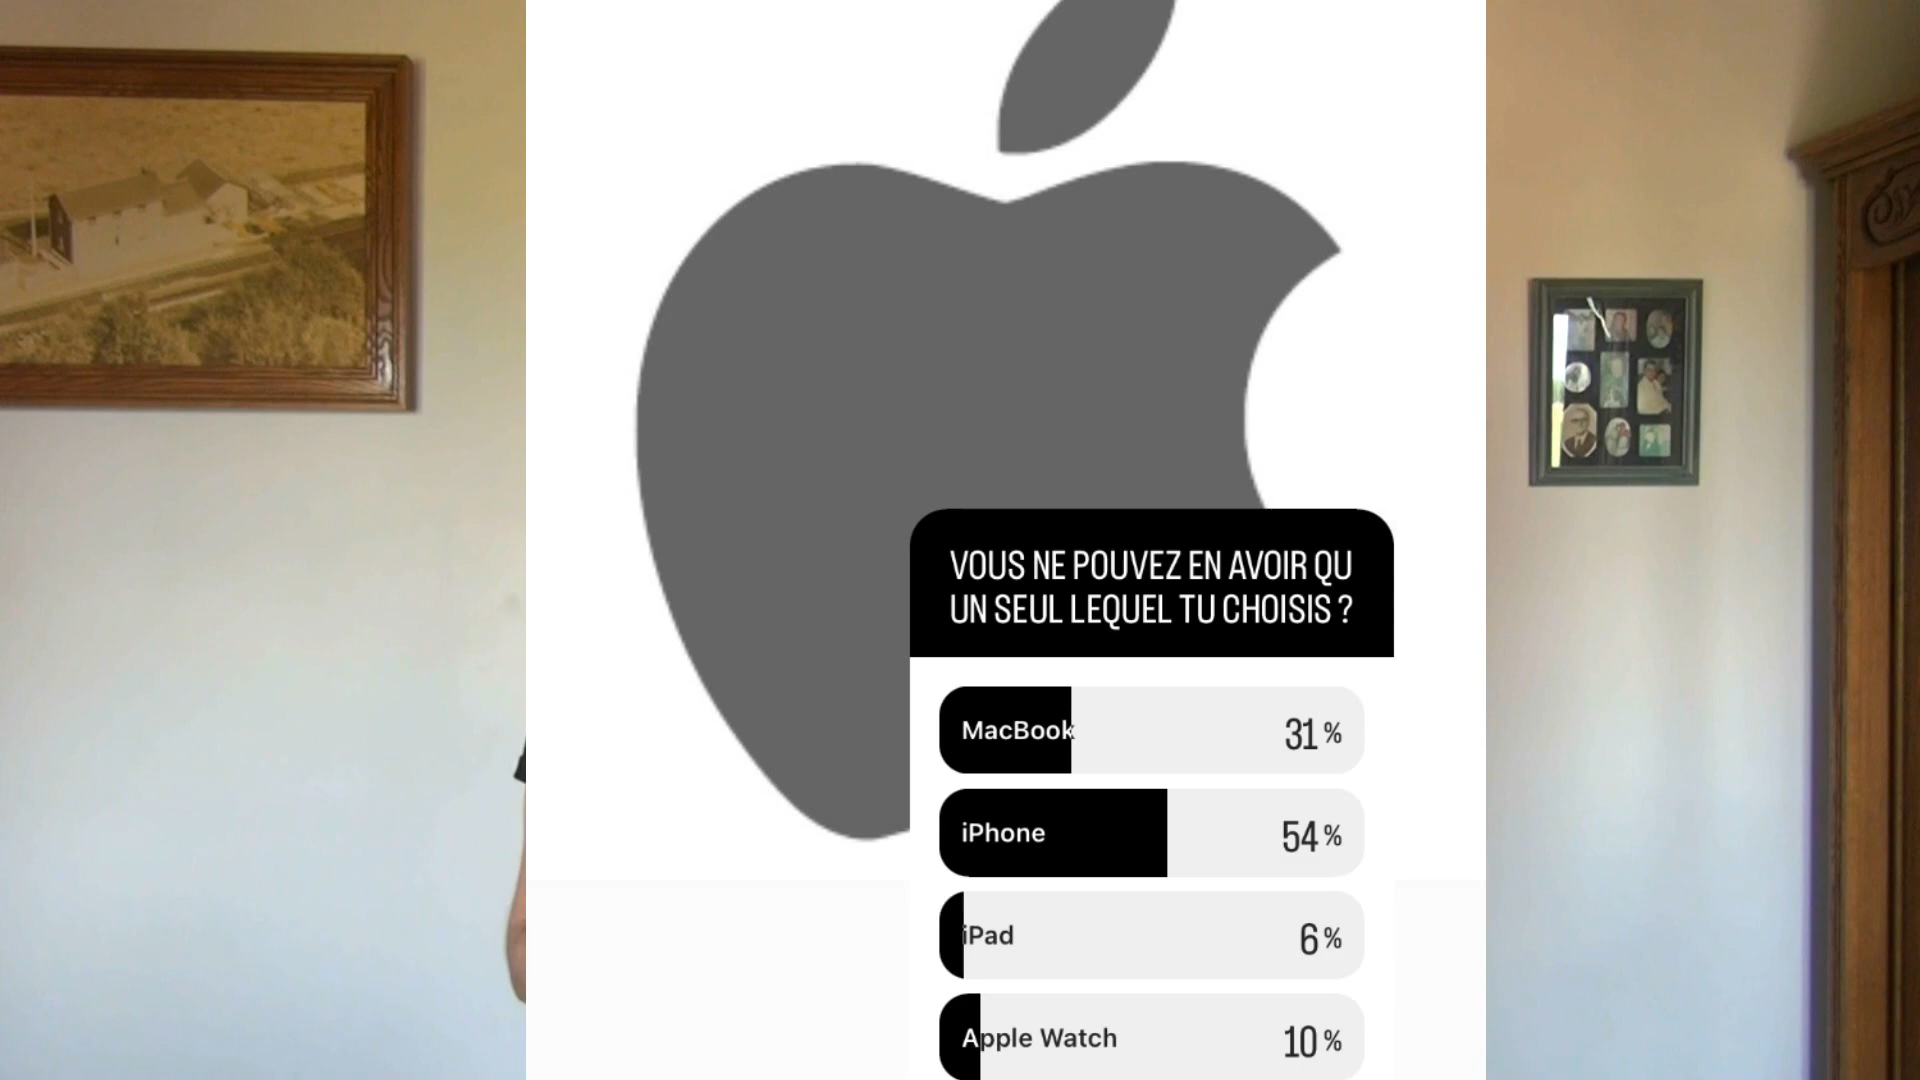 VOUS NE POUVEZ EN AVOIR QU
UN SEUL LEQUEL TU CHOISIS ?
MacBook 31 %
iPhone 54 %
iPad 6 %
Apple Watch 10 %